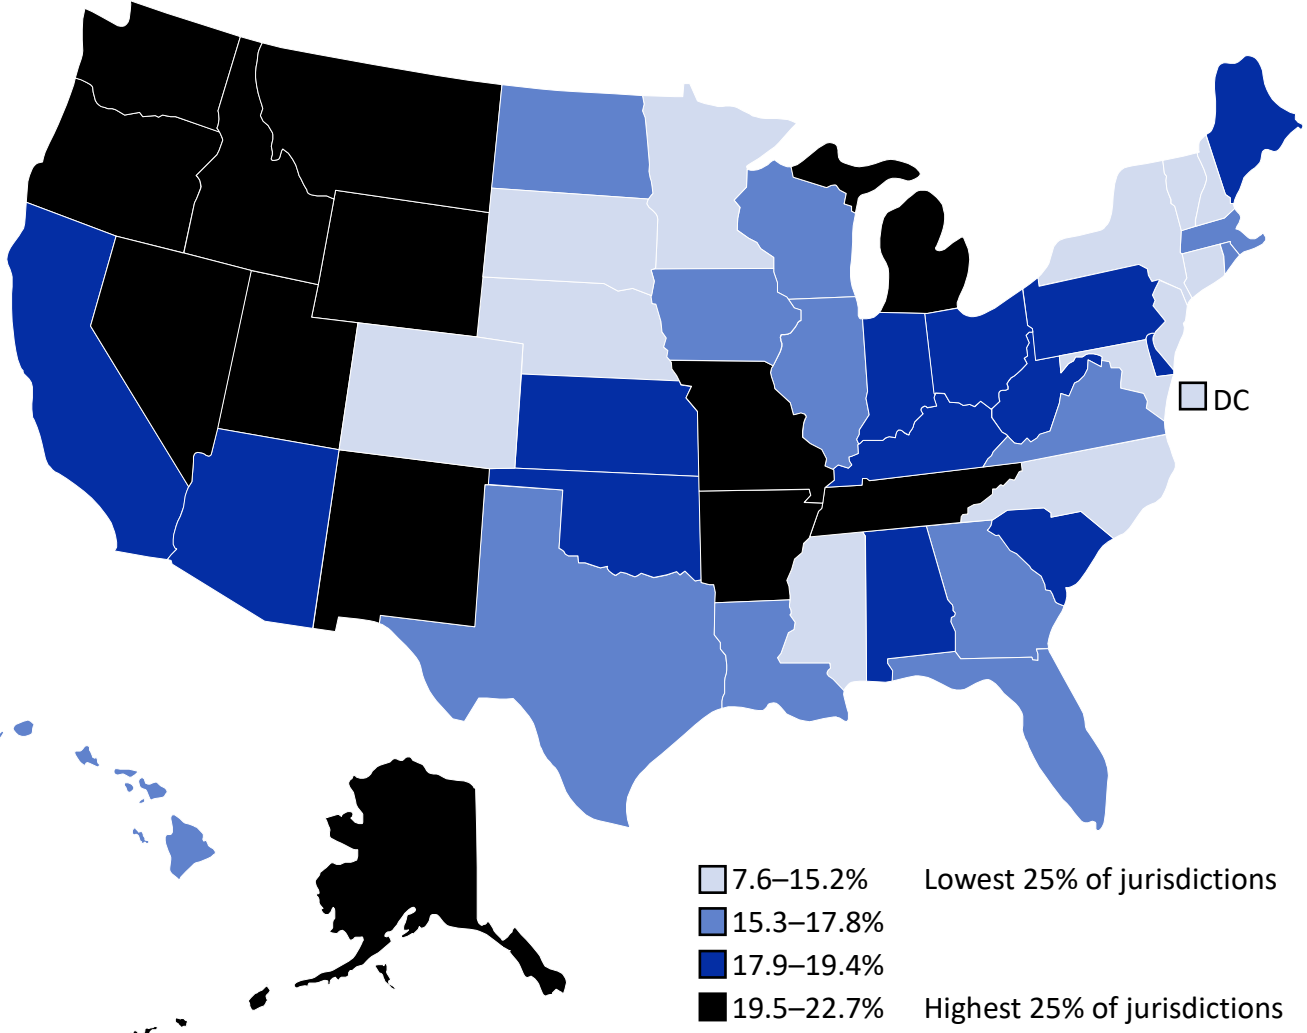 DC
7.6–15.2% Lowest 25% of jurisdictions
15.3–17.8%
17.9–19.4%
19.5–22.7% Highest 25% of jurisdictions